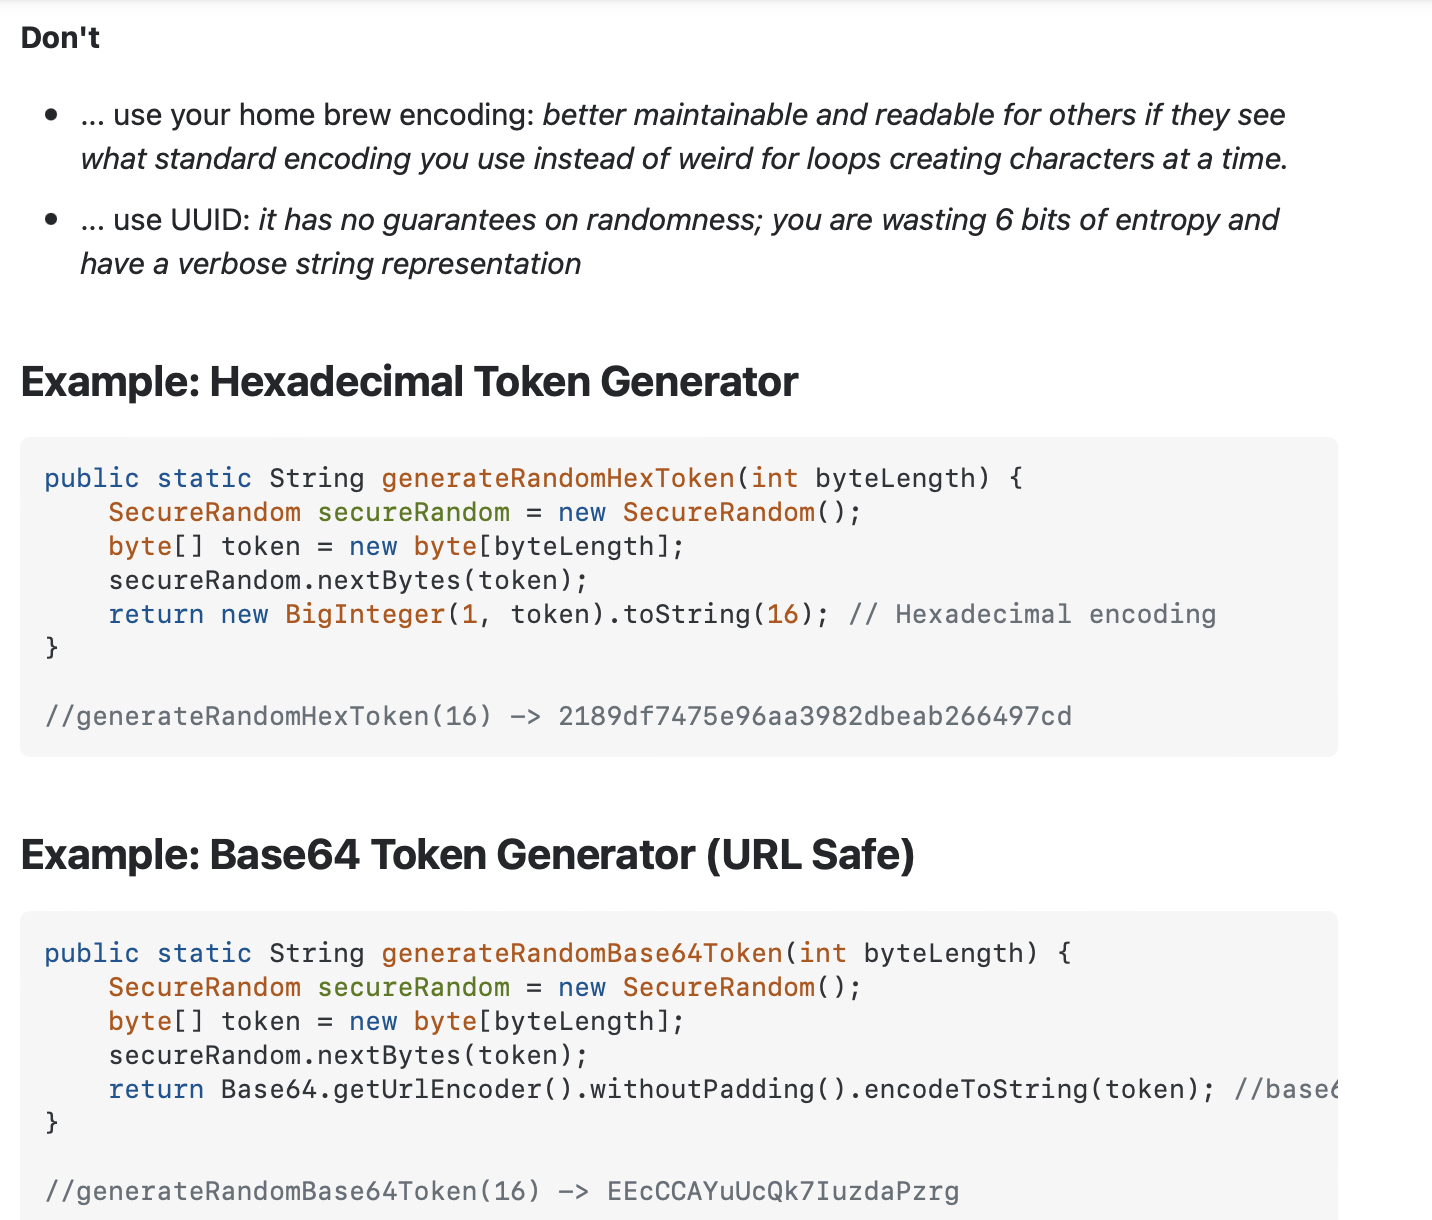 Don't
• ... use your home brew encoding: better maintainable and readable for others if they see
what standard encoding you use instead of weird for loops creating characters at a time.
• ... use UUID: it has no guarantees on randomness; you are wasting 6 bits of entropy and
have a verbose string representation
Example: Hexadecimal Token Generator
public static String generateRandomHexToken(int byteLength) {
    SecureRandom secureRandom = new SecureRandom();
    byte[] token = new byte[byteLength];
    secureRandom.nextBytes(token);
    return new BigInteger(1, token).toString(16); // Hexadecimal encoding
}
//generateRandomHexToken(16) -> 2189df7475e96aa3982dbeab266497cd
Example: Base64 Token Generator (URL Safe)
public static String generateRandomBase64Token(int byteLength) {
    SecureRandom secureRandom = new SecureRandom();
    byte[] token = new byte[byteLength];
    secureRandom.nextBytes(token);
    return Base64.getUrlEncoder().withoutPadding().encodeToString(token); //base6
}
//generateRandomBase64Token(16) -> EEcCCAYuUcQk7IuzdaPzrg